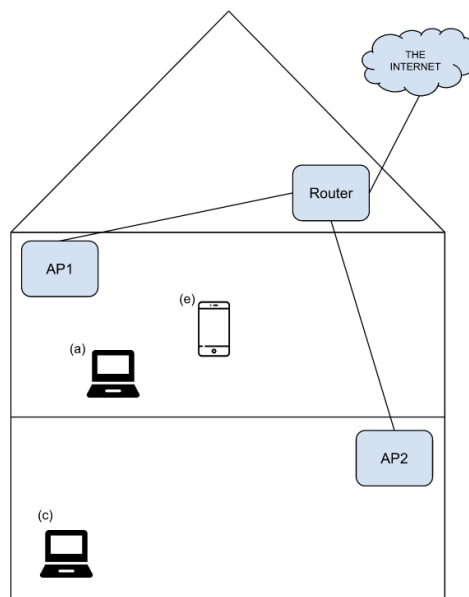 THE
INTERNET
Router
AP1
(e)
(a)
AP2
(c)